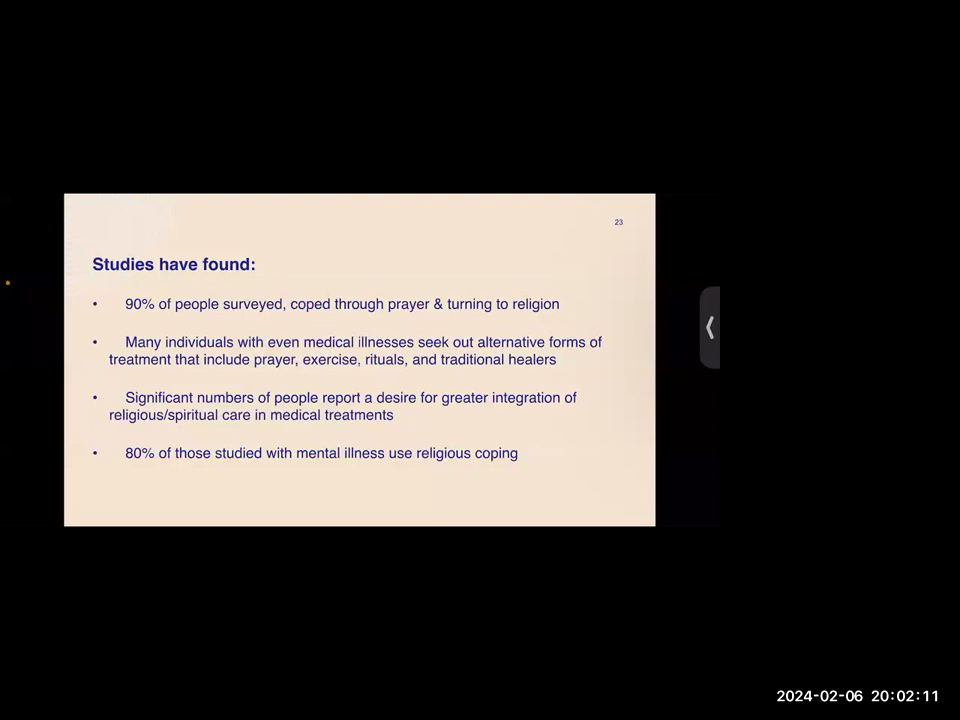 23
Studies have found:
• 90% of people surveyed, coped through prayer & turning to religion
• Many individuals with even medical illnesses seek out alternative forms of
treatment that include prayer, exercise, rituals, and traditional healers
• Significant numbers of people report a desire for greater integration of
religious/spiritual care in medical treatments
• 80% of those studied with mental illness use religious coping
2024-02-06 20:02:11